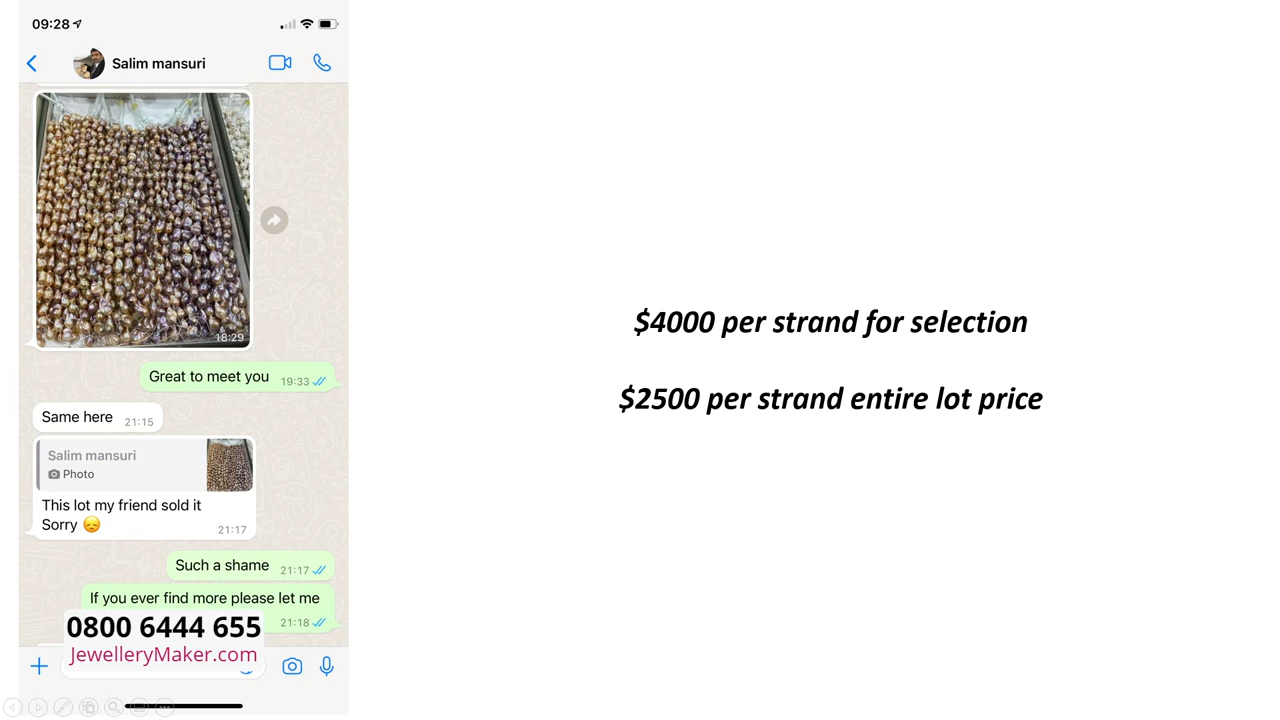 09:28
Salim mansuri
18:29
Great to meet you 19:33
Same here 21:15
Salim mansuri
Photo
This lot my friend sold it
Sorry 😞 21:17
Such a shame 21:17
If you ever find more please let me
21:18
0800 6444 655
JewelleryMaker.com
$4000 per strand for selection
$2500 per strand entire lot price